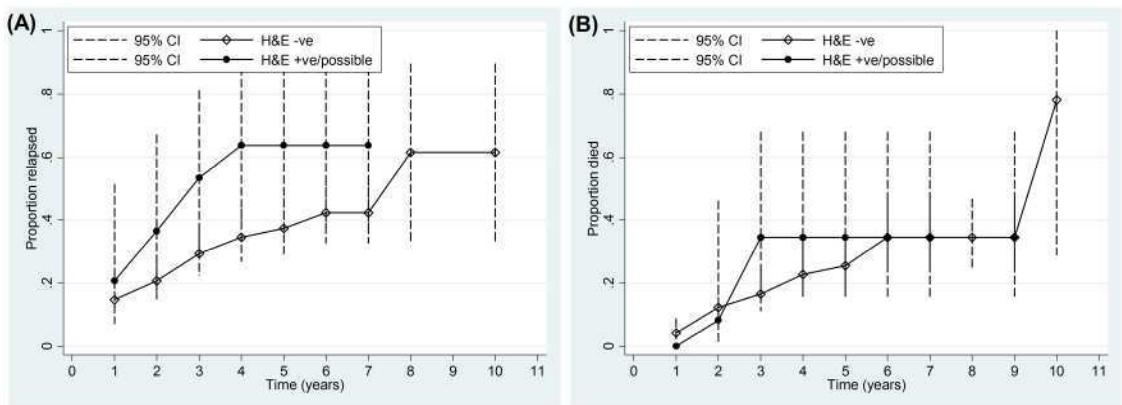 (A)
95% CI H&E -ve
95% CI H&E +ve/possible
Proportion relapsed
1
.8
.6
.4
.2
0
0 1 2 3 4 5 6 7 8 9 10 11
Time (years)
(B)
95% CI H&E -ve
95% CI H&E +ve/possible
Proportion died
1
.8
.6
.4
.2
0
0 1 2 3 4 5 6 7 8 9 10 11
Time (years)